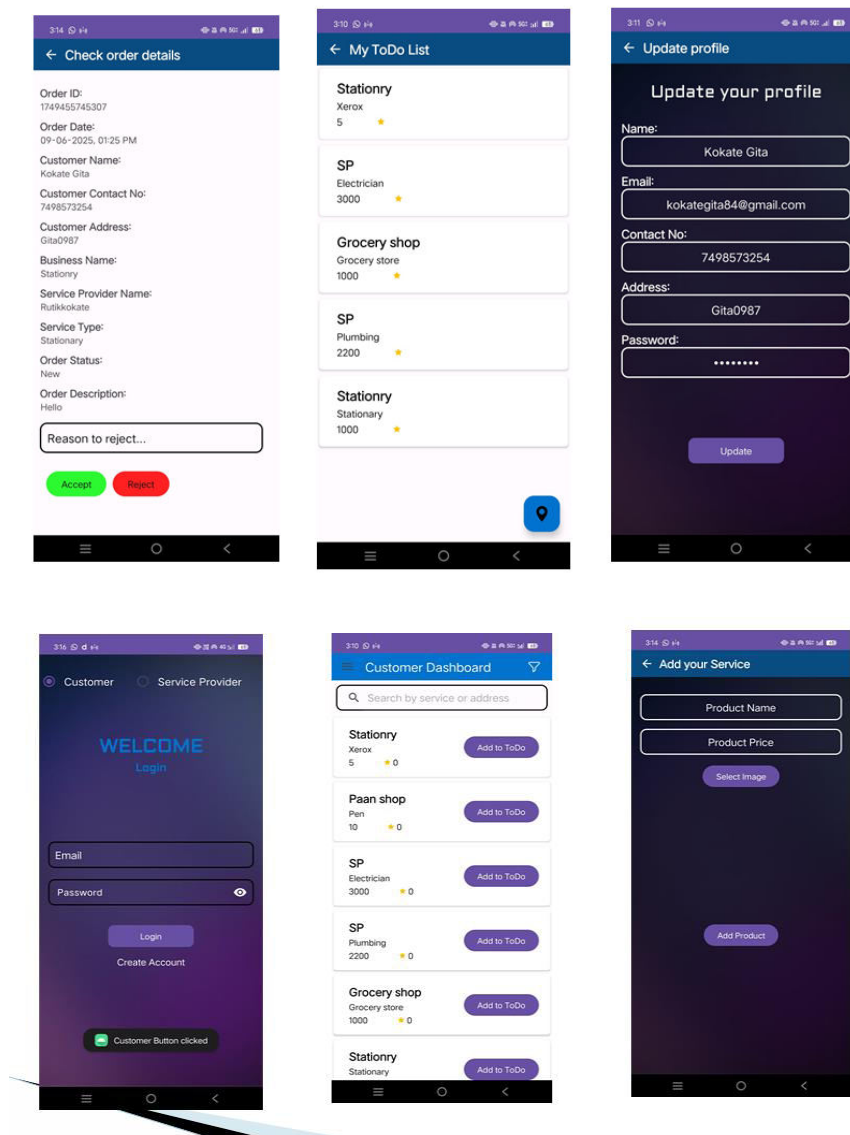 3:14
Check order details
Order ID:
1749455745307
Order Date:
09-06-2025, 01:25 PM
Customer Name:
Kokate Gita
Customer Contact No:
7498573254
Customer Address:
Gita0987
Business Name:
Stationry
Service Provider Name:
Rutikkokate
Service Type:
Stationary
Order Status:
New
Order Description:
Hello
Reason to reject...
Accept Reject
3:10
My ToDo List
Stationry
Xerox
5
SP
Electrician
3000
Grocery shop
Grocery store
1000
SP
Plumbing
2200
Stationry
Stationary
1000
3:11
Update profile
Update your profile
Name:
Kokate Gita
Email:
kokategita84@gmail.com
Contact No:
7498573254
Address:
Gita0987
Password:
Update
3:16
Customer Service Provider
WELCOME
Login
Email
Password
Login
Create Account
Customer Button clicked
3:10
Customer Dashboard
Search by service or address
Stationry
Xerox
5 0
Add to ToDo
Paan shop
Pen
10 0
Add to ToDo
SP
Electrician
3000 0
Add to ToDo
SP
Plumbing
2200 0
Add to ToDo
Grocery shop
Grocery store
1000 0
Add to ToDo
Stationry
Stationary
Add to ToDo
3:14
Add your Service
Product Name
Product Price
Select Image
Add Product